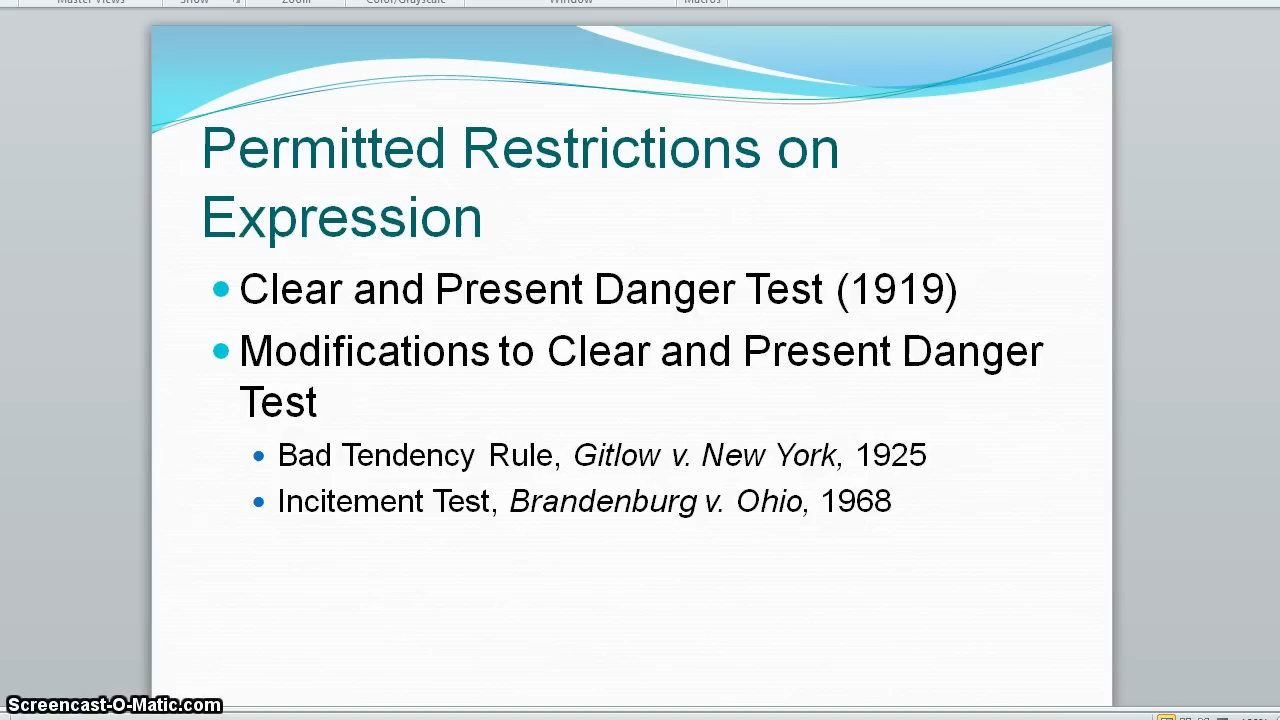 Master Views Show Zoom Color/Grayscale Window Macros
Permitted Restrictions on
Expression
• Clear and Present Danger Test (1919)
• Modifications to Clear and Present Danger
Test
• Bad Tendency Rule, Gitlow v. New York, 1925
• Incitement Test, Brandenburg v. Ohio, 1968
Screencast-O-Matic.com